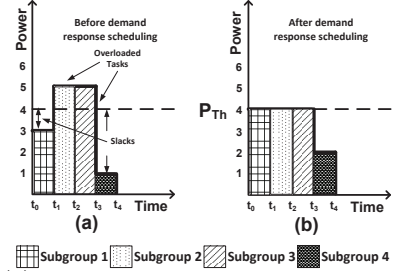 Power
Before demand
response scheduling
Overloaded
Tasks
6
5
4
3
2
1
Slacks
t0 t1 t2 t3 t4 Time
(a)
Power
After demand
response scheduling
6
5
PTh 4
3
2
1
t0 t1 t2 t3 t4 Time
(b)
Subgroup 1 Subgroup 2 Subgroup 3 Subgroup 4